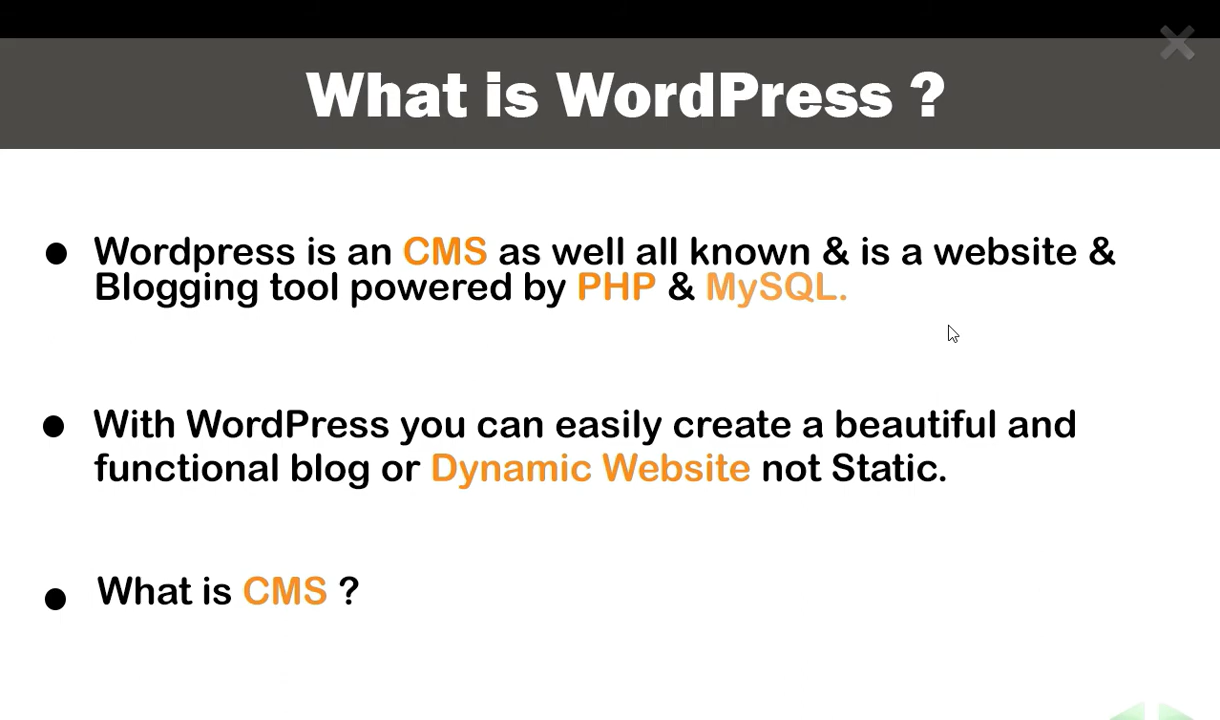 What is WordPress ?
Wordpress is an CMS as well all known & is a website &
Blogging tool powered by PHP & MySQL.
With WordPress you can easily create a beautiful and
functional blog or Dynamic Website not Static.
What is CMS ?